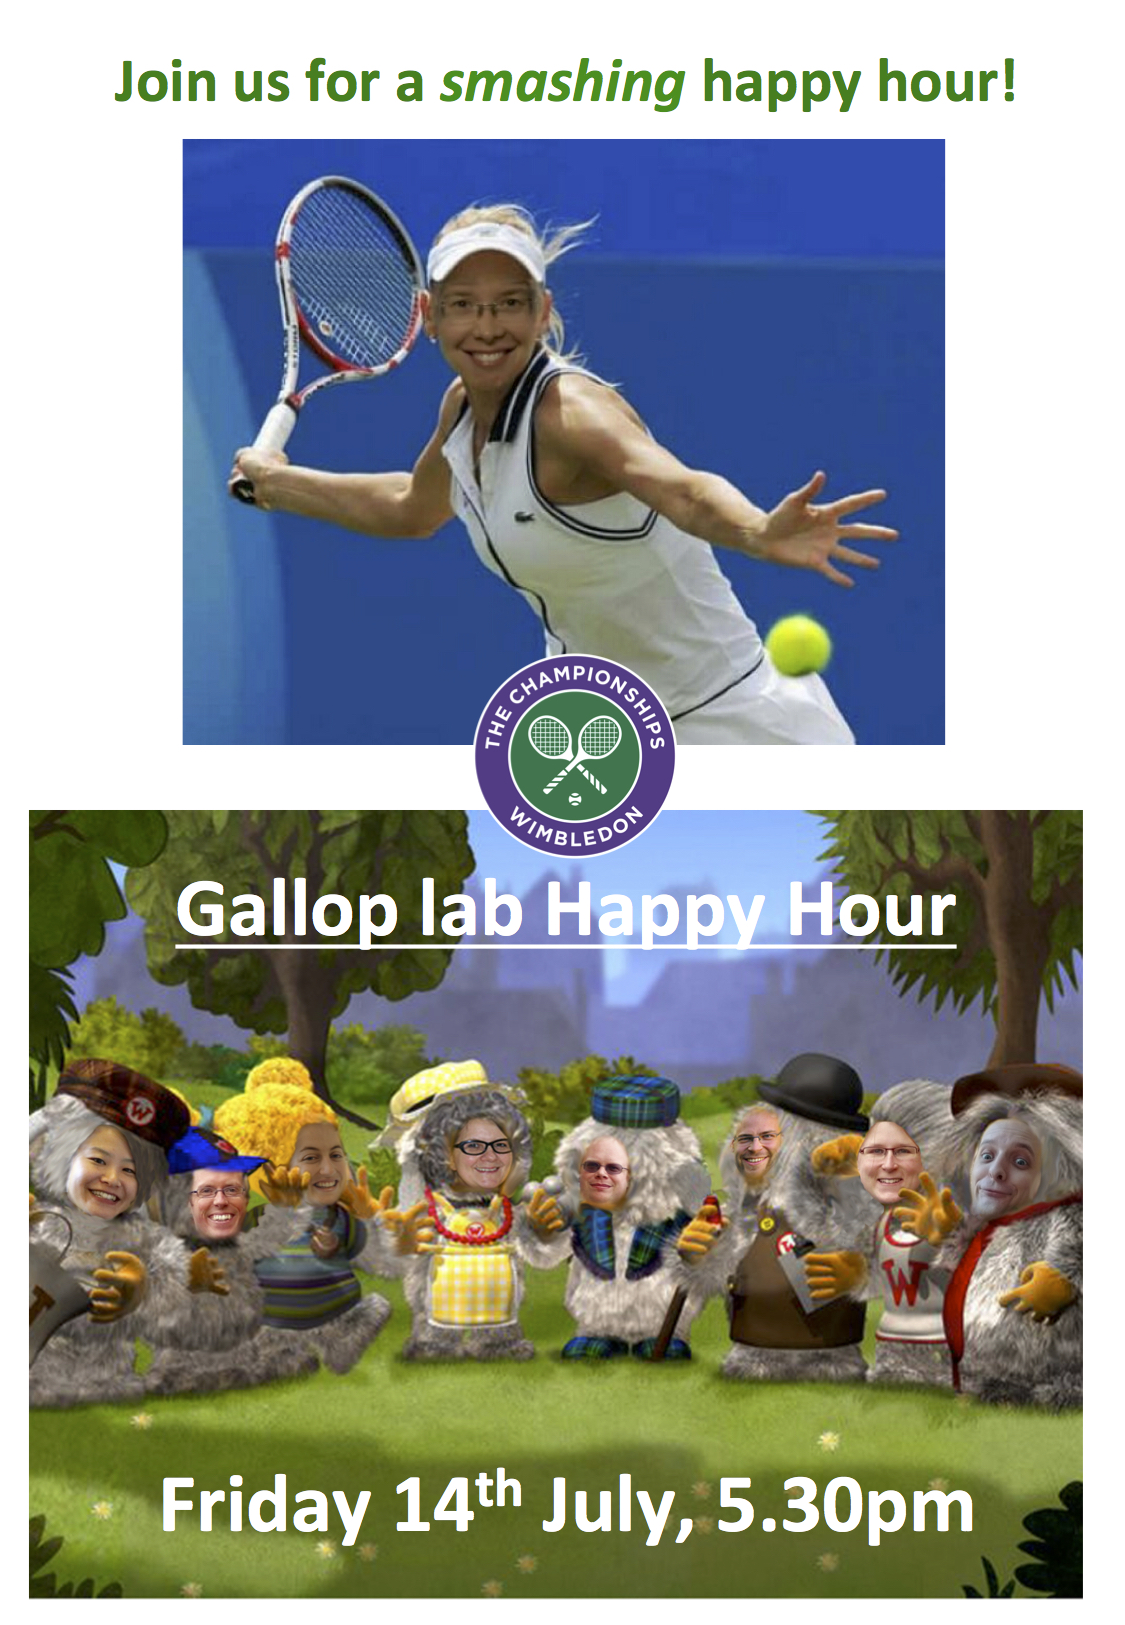 Join us for a smashing happy hour!
THE CHAMPIONSHIPS
WIMBLEDON
Gallop lab Happy Hour
W
W
W
W
Friday 14th July, 5.30pm